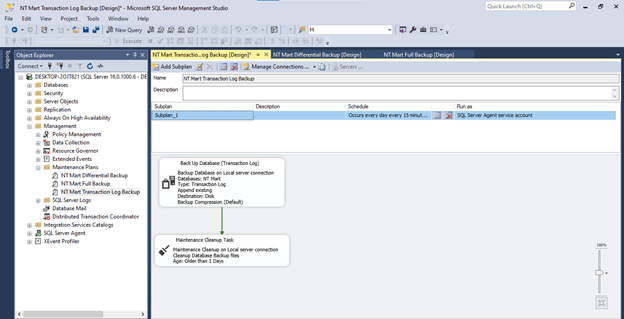 NT Mart Transaction Log Backup [Design]* - Microsoft SQL Server Management Studio
Quick Launch (Ctrl+Q)
File Edit View Project Tools Window Help
New Query
H
Execute
Toolbox
Object Explorer
Connect
DESKTOP-2OJT821 (SQL Server 16.0.1000.6 - DE
Databases
Security
Server Objects
Replication
Always On High Availability
Management
Policy Management
Data Collection
Resource Governor
Extended Events
Maintenance Plans
NT Mart Differential Backup
NT Mart Full Backup
NT Mart Transaction Log Backup
SQL Server Logs
Database Mail
Distributed Transaction Coordinator
Integration Services Catalogs
SQL Server Agent
XEvent Profiler
NT Mart Transactio...og Backup [Design]* NT Mart Differential Backup [Design] NT Mart Full Backup [Design]
Add Subplan Manage Connections... Servers...
Name NT Mart Transaction Log Backup
Description
Subplan Description Schedule Run as
Subplan_1 Occurs every day every 15 minut... SQL Server Agent service account
Back Up Database (Transaction Log)
Backup Database on Local server connection
Databases: NT Mart
Type: Transaction Log
Append existing
Destination: Disk
Backup Compression (Default)
Maintenance Cleanup Task
Maintenance Cleanup on Local server connection
Cleanup Database Backup files
Age: Older than 1 Days
100%